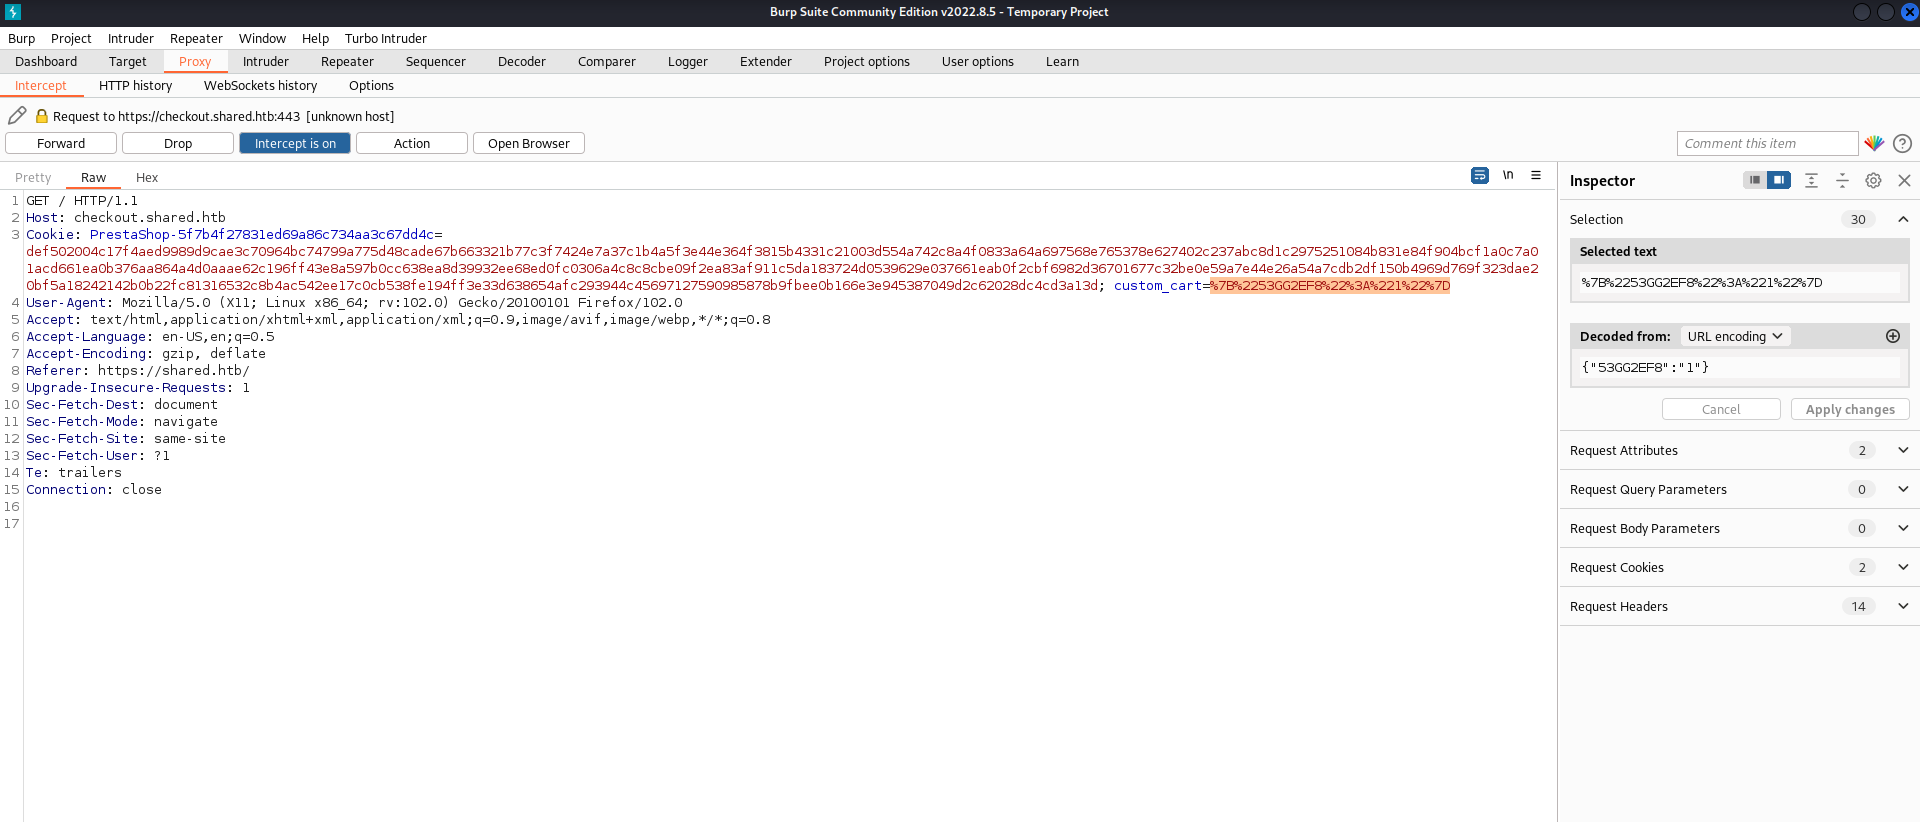 Burp Suite Community Edition v2022.8.5 - Temporary Project
Burp Project Intruder Repeater Window Help Turbo Intruder
Dashboard Target Proxy Intruder Repeater Sequencer Decoder Comparer Logger Extender Project options User options Learn
Intercept HTTP history WebSockets history Options
Request to https://checkout.shared.htb:443 [unknown host]
Forward Drop Intercept is on Action Open Browser Comment this item ?
Pretty Raw Hex \n
1 GET / HTTP/1.1
2 Host: checkout.shared.htb
3 Cookie: PrestaShop-5f7b4f27831ed69a86c734aa3c67dd4c=
def502004c17f4aed9989d9cae3c70964bc74799a775d48cade67b663321b77c3f7424e7a37c1b4a5f3e44e364f3815b4331c21003d554a742c8a4f0833a64a697568e765378e627402c237abc8d1c2975251084b831e84f904bcf1a0c7a0
1acd661ea0b376aa864a4d0aaae62c196ff43e8a597b0cc638ea8d39932ee68ed0fc0306a4c8c8cbe09f2ea83af911c5da183724d0539629e037661eab0f2cbf6982d36701677c32be0e59a7e44e26a54a7cdb2df150b4969d769f323dae2
0bf5a18242142b0b22fc81316532c8b4ac542ee17c0cb538fe194ff3e33d638654afc293944c45697127590985878b9fbee0b166e3e945387049d2c62028dc4cd3a13d; custom_cart=%7B%2253GG2EF8%22%3A%221%22%7D
4 User-Agent: Mozilla/5.0 (X11; Linux x86_64; rv:102.0) Gecko/20100101 Firefox/102.0
5 Accept: text/html,application/xhtml+xml,application/xml;q=0.9,image/avif,image/webp,*/*;q=0.8
6 Accept-Language: en-US,en;q=0.5
7 Accept-Encoding: gzip, deflate
8 Referer: https://shared.htb/
9 Upgrade-Insecure-Requests: 1
10 Sec-Fetch-Dest: document
11 Sec-Fetch-Mode: navigate
12 Sec-Fetch-Site: same-site
13 Sec-Fetch-User: ?1
14 Te: trailers
15 Connection: close
16
17
Inspector
Selection 30
Selected text
%7B%2253GG2EF8%22%3A%221%22%7D
Decoded from: URL encoding
{"53GG2EF8":"1"}
Cancel Apply changes
Request Attributes 2
Request Query Parameters 0
Request Body Parameters 0
Request Cookies 2
Request Headers 14